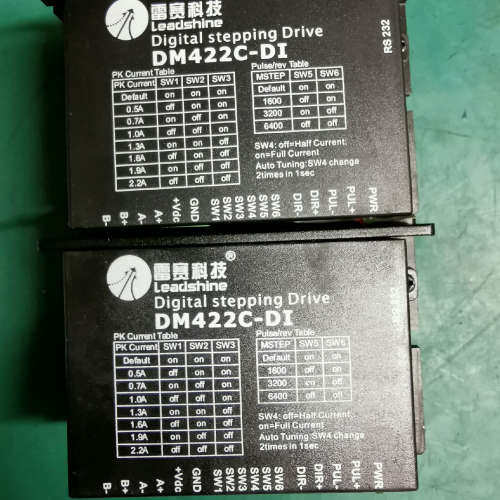 雷赛科技
Leadshine
Digital stepping Drive
DM422C-DI
RS 232
PK Current Table
PK Current SW1 SW2 SW3
Default on on on
0.5A off on on
0.7A on off on
1.0A off off on
1.3A on on off
1.6A off on off
1.9A on off off
2.2A off off off
Pulse/rev Table
MSTEP SW5 SW6
Default on on
1600 off on
3200 on off
6400 off off
SW4: off=Half Current;
on=Full Current
Auto Tuning:SW4 change
2times in 1sec
B- B+ A- A+ +Vdc GND SW1 SW2 SW3 SW4 SW5 SW6 DIR- DIR+ PUL- PUL+ PWR
雷赛科技®
Leadshine
Digital stepping Drive
DM422C-DI
PK Current Table
PK Current SW1 SW2 SW3
Default on on on
0.5A off on on
0.7A on off on
1.0A off off on
1.3A on on off
1.6A off on off
1.9A on off off
2.2A off off off
Pulse/rev Table
MSTEP SW5 SW6
Default on on
1600 off on
3200 on off
6400 off off
SW4: off=Half Current;
on=Full Current
Auto Tuning:SW4 change
2times in 1sec
B- B+ A- A+ +Vdc GND SW1 SW2 SW3 SW4 SW5 SW6 DIR- DIR+ PUL- PUL+ PWR